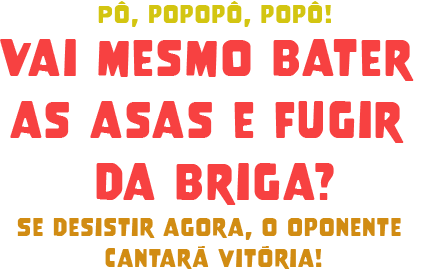 PÔ, POPOPÔ, POPÔ!
VAI MESMO BATER
AS ASAS E FUGIR
DA BRIGA?
SE DESISTIR AGORA, O OPONENTE
CANTARÁ VITÓRIA!